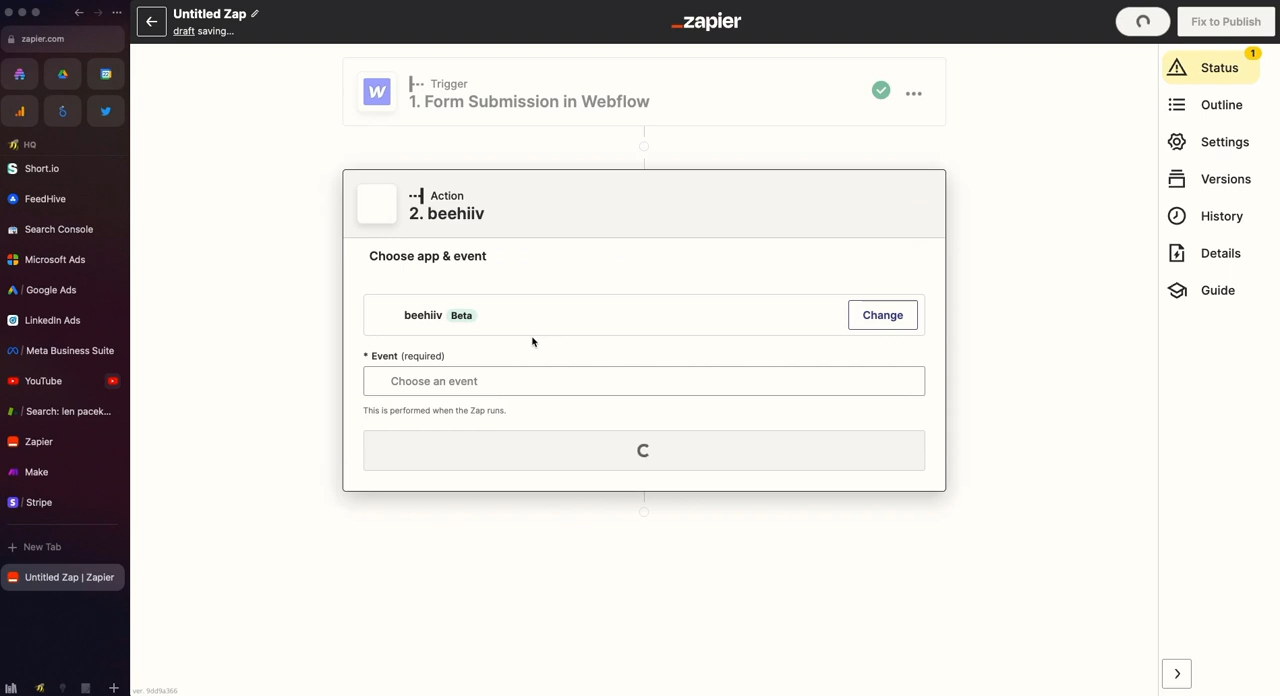 Untitled Zap
draft saving...
zapier
Fix to Publish
zapier.com
HQ
Short.io
FeedHive
Search Console
Microsoft Ads
/ Google Ads
LinkedIn Ads
/ Meta Business Suite
YouTube
/ Search: len pacek...
Zapier
Make
/ Stripe
New Tab
Untitled Zap | Zapier
Trigger
1. Form Submission in Webflow
Action
2. beehiiv
Choose app & event
beehiiv Beta
Change
* Event (required)
Choose an event
This is performed when the Zap runs.
1
Status
Outline
Settings
Versions
History
Details
Guide
ver. 9dd9a366